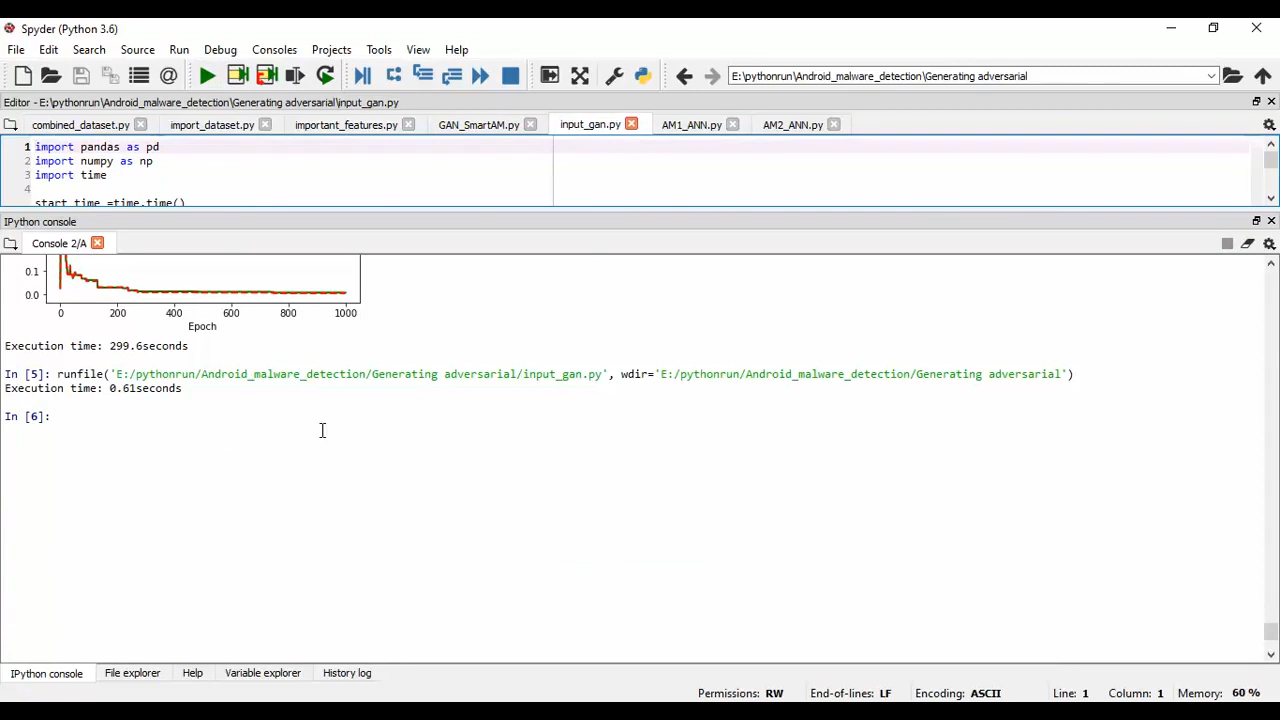 Spyder (Python 3.6)
File Edit Search Source Run Debug Consoles Projects Tools View Help
E:\pythonrun\Android_malware_detection\Generating adversarial
Editor - E:\pythonrun\Android_malware_detection\Generating adversarial\input_gan.py
combined_dataset.py import_dataset.py important_features.py GAN_SmartAM.py input_gan.py AM1_ANN.py AM2_ANN.py
1 import pandas as pd
2 import numpy as np
3 import time
4
start_time =time.time()
IPython console
Console 2/A
0.1
0.0
0 200 400 600 800 1000
Epoch
Execution time: 299.6seconds
In [5]: runfile('E:/pythonrun/Android_malware_detection/Generating adversarial/input_gan.py', wdir='E:/pythonrun/Android_malware_detection/Generating adversarial')
Execution time: 0.61seconds
In [6]:
IPython console File explorer Help Variable explorer History log
Permissions: RW End-of-lines: LF Encoding: ASCII Line: 1 Column: 1 Memory: 60 %